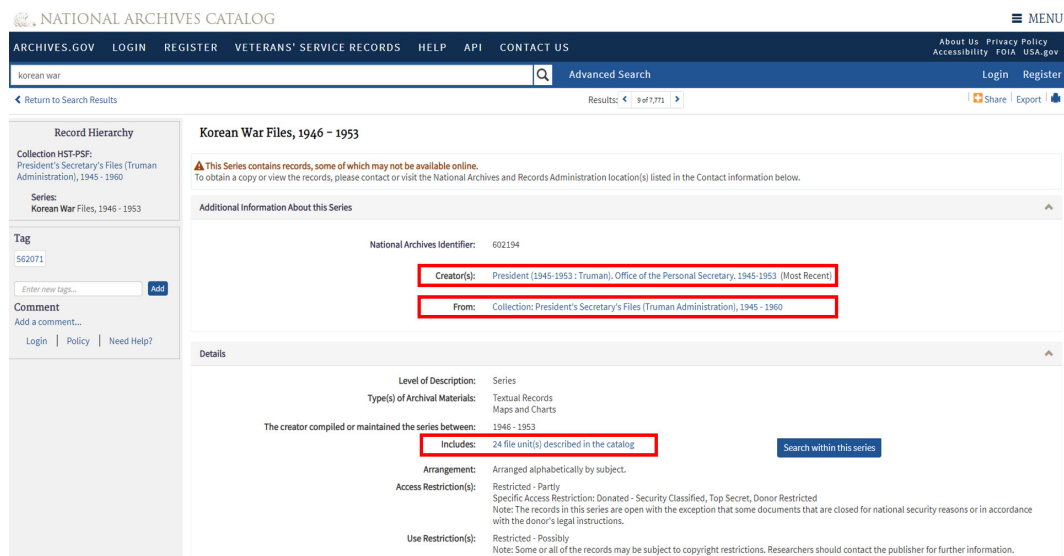 NATIONAL ARCHIVES CATALOG
MENU
ARCHIVES.GOV LOGIN REGISTER VETERANS' SERVICE RECORDS HELP API CONTACT US
About Us Privacy Policy
Accessibility FOIA USA.gov
korean war
Advanced Search
Login Register
Return to Search Results
Results: 9 of 7,771
Share Export
Record Hierarchy
Collection HST-PSF:
President's Secretary's Files (Truman
Administration), 1945 - 1960
Series:
Korean War Files, 1946 - 1953
Tag
562071
Enter new tags...
Add
Comment
Add a comment...
Login Policy Need Help?
Korean War Files, 1946 - 1953
This Series contains records, some of which may not be available online.
To obtain a copy or view the records, please contact or visit the National Archives and Records Administration location(s) listed in the Contact information below.
Additional Information About this Series
National Archives Identifier: 602194
Creator(s): President (1945-1953 : Truman). Office of the Personal Secretary. 1945-1953 (Most Recent)
From: Collection: President's Secretary's Files (Truman Administration), 1945 - 1960
Details
Level of Description: Series
Type(s) of Archival Materials: Textual Records
Maps and Charts
The creator compiled or maintained the series between: 1946 - 1953
Includes: 24 file unit(s) described in the catalog
Search within this series
Arrangement: Arranged alphabetically by subject.
Access Restriction(s): Restricted - Partly
Specific Access Restriction: Donated - Security Classified, Top Secret, Donor Restricted
Note: The records in this series are open with the exception that some documents that are closed for national security reasons or in accordance
with the donor's legal instructions.
Use Restriction(s): Restricted - Possibly
Note: Some or all of the records may be subject to copyright restrictions. Researchers should contact the publisher for further information.